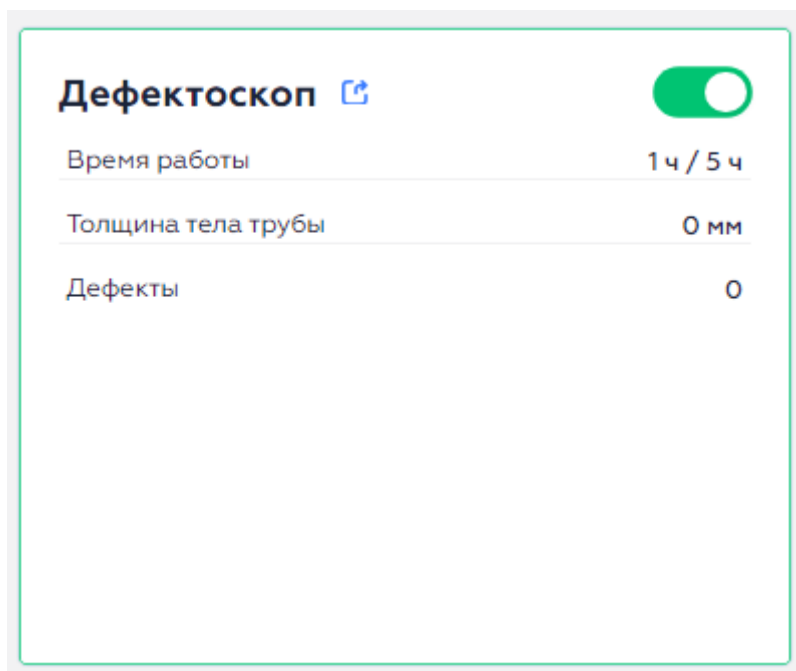 Дефектоскоп
Время работы 1 ч / 5 ч
Толщина тела трубы 0 мм
Дефекты 0